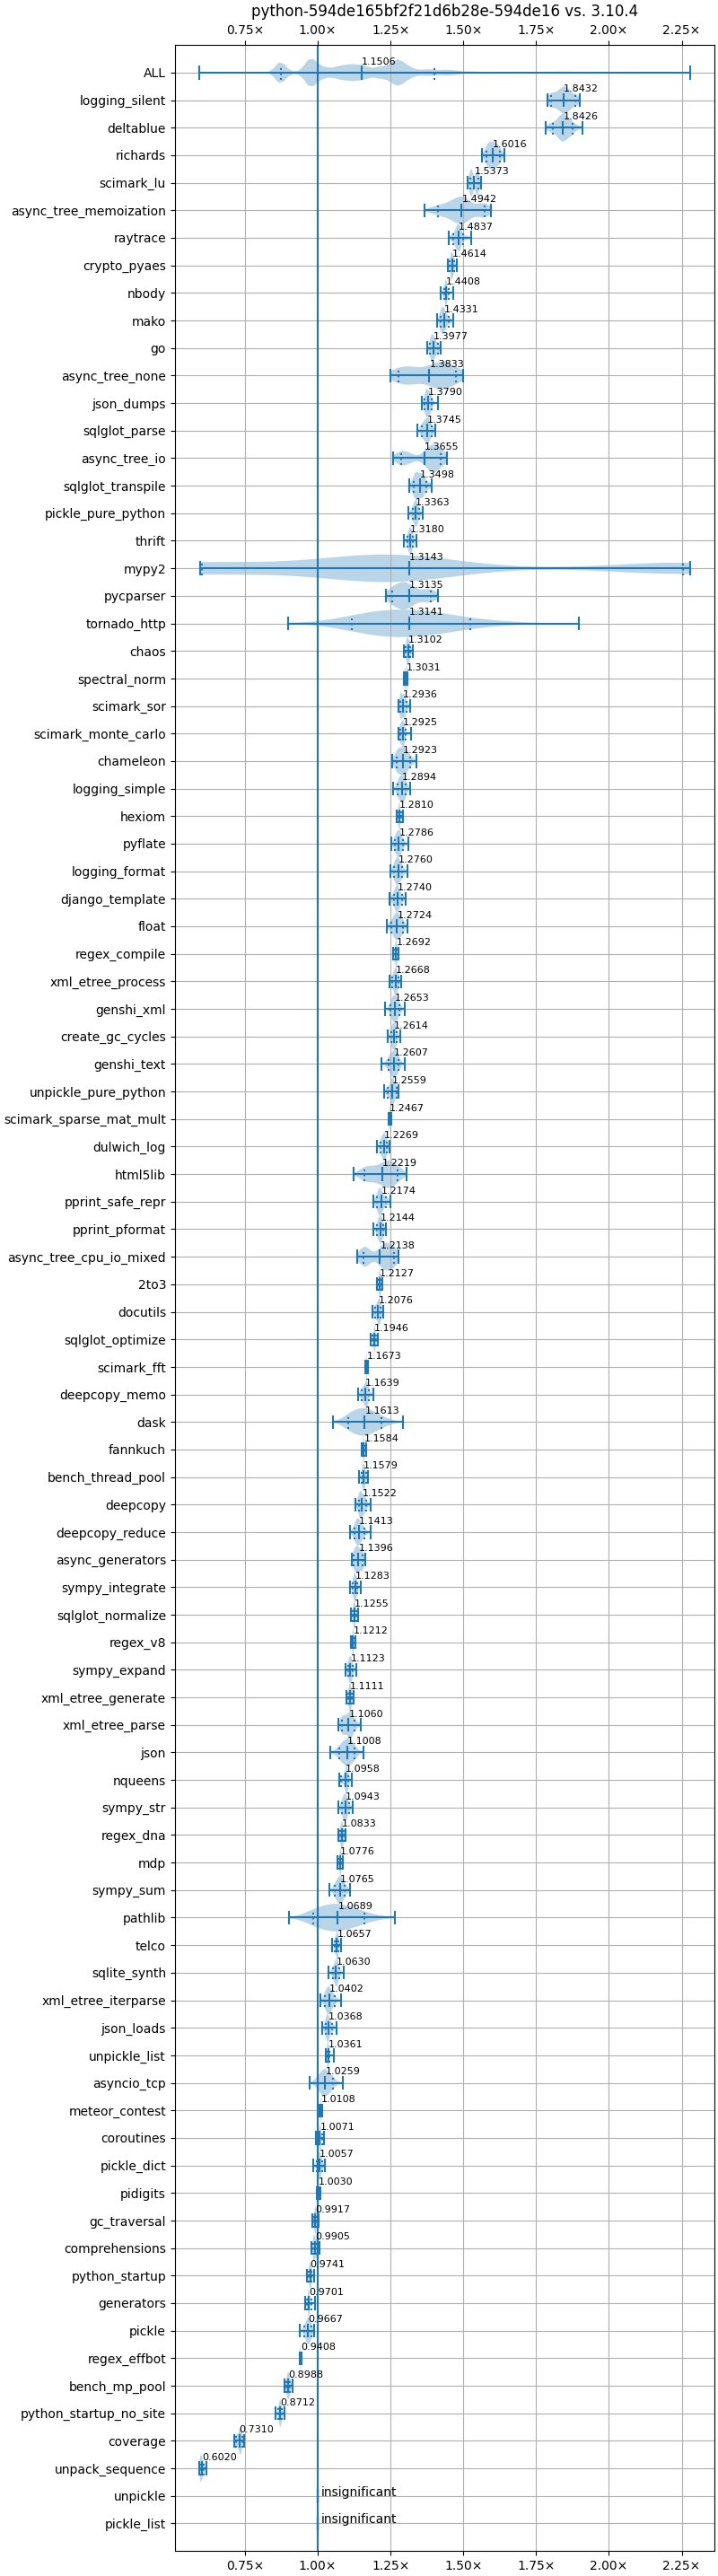 python-594de165bf2f21d6b28e-594de16 vs. 3.10.4
0.75× 1.00× 1.25× 1.50× 1.75× 2.00× 2.25×
ALL 1.1506
logging_silent 1.8432
deltablue 1.8426
richards 1.6016
scimark_lu 1.5373
async_tree_memoization 1.4942
raytrace 1.4837
crypto_pyaes 1.4614
nbody 1.4408
mako 1.4331
go 1.3977
async_tree_none 1.3833
json_dumps 1.3790
sqlglot_parse 1.3745
async_tree_io 1.3655
sqlglot_transpile 1.3498
pickle_pure_python 1.3363
thrift 1.3180
mypy2 1.3143
pycparser 1.3135
tornado_http 1.3141
chaos 1.3102
spectral_norm 1.3031
scimark_sor 1.2936
scimark_monte_carlo 1.2925
chameleon 1.2923
logging_simple 1.2894
hexiom 1.2810
pyflate 1.2786
logging_format 1.2760
django_template 1.2740
float 1.2724
regex_compile 1.2692
xml_etree_process 1.2668
genshi_xml 1.2653
create_gc_cycles 1.2614
genshi_text 1.2607
unpickle_pure_python 1.2559
scimark_sparse_mat_mult 1.2467
dulwich_log 1.2269
html5lib 1.2219
pprint_safe_repr 1.2174
pprint_pformat 1.2144
async_tree_cpu_io_mixed 1.2138
2to3 1.2127
docutils 1.2076
sqlglot_optimize 1.1946
scimark_fft 1.1673
deepcopy_memo 1.1639
dask 1.1613
fannkuch 1.1584
bench_thread_pool 1.1579
deepcopy 1.1522
deepcopy_reduce 1.1413
async_generators 1.1396
sympy_integrate 1.1283
sqlglot_normalize 1.1255
regex_v8 1.1212
sympy_expand 1.1123
xml_etree_generate 1.1111
xml_etree_parse 1.1060
json 1.1008
nqueens 1.0958
sympy_str 1.0943
regex_dna 1.0833
mdp 1.0776
sympy_sum 1.0765
pathlib 1.0689
telco 1.0657
sqlite_synth 1.0630
xml_etree_iterparse 1.0402
json_loads 1.0368
unpickle_list 1.0361
asyncio_tcp 1.0259
meteor_contest 1.0108
coroutines 1.0071
pickle_dict 1.0057
pidigits 1.0030
gc_traversal 0.9917
comprehensions 0.9905
python_startup 0.9741
generators 0.9701
pickle 0.9667
regex_effbot 0.9408
bench_mp_pool 0.8988
python_startup_no_site 0.8712
coverage 0.7310
unpack_sequence 0.6020
unpickle insignificant
pickle_list insignificant
0.75× 1.00× 1.25× 1.50× 1.75× 2.00× 2.25×